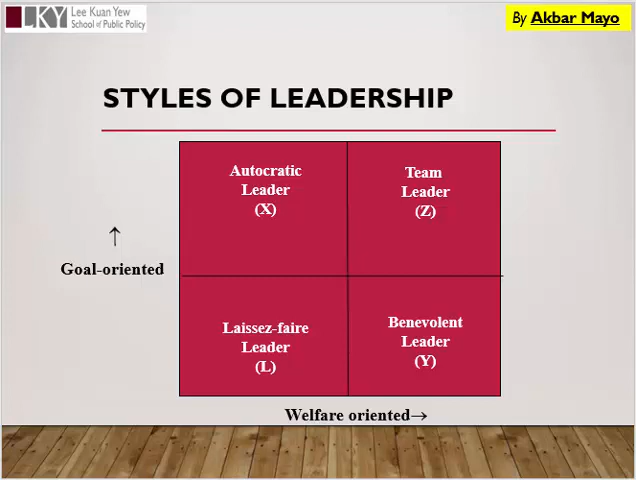 LKY Lee Kuan Yew
School of Public Policy
By Akbar Mayo
STYLES OF LEADERSHIP
Autocratic
Leader
(X)
Team
Leader
(Z)
↑
Goal-oriented
Laissez-faire
Leader
(L)
Benevolent
Leader
(Y)
Welfare oriented→